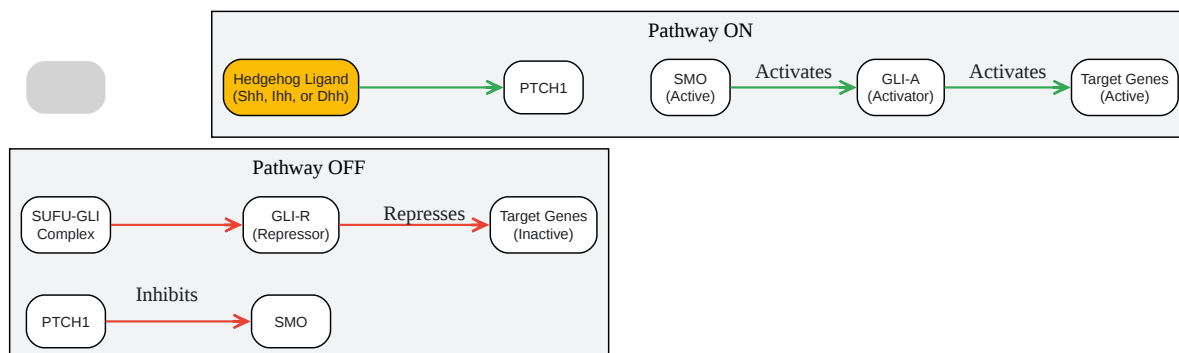 Pathway ON
Hedgehog Ligand
(Shh, Ihh, or Dhh)
PTCH1
SMO
(Active)
Activates
GLI-A
(Activator)
Activates
Target Genes
(Active)
Pathway OFF
SUFU-GLI
Complex
GLI-R
(Repressor)
Represses
Target Genes
(Inactive)
PTCH1
Inhibits
SMO